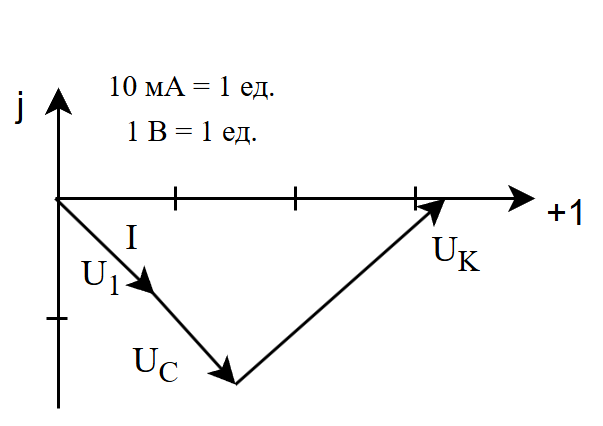 10 мА = 1 ед.
j
1 В = 1 ед.
+1
I
U1
UK
UC